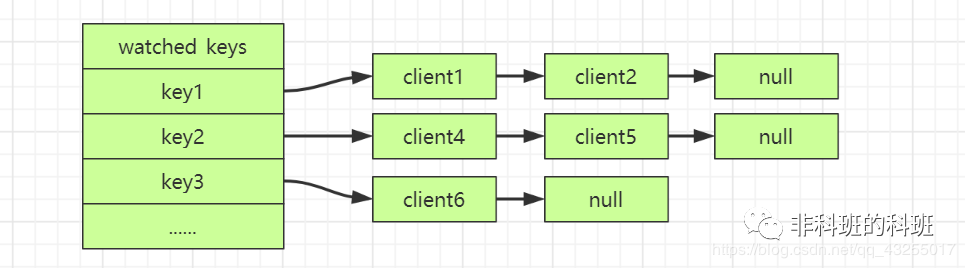 watched keys
key1
client1
client2
null
key2
client4
client5
null
key3
client6
null
......
非科班的科班
https://blog.csdn.net/qq_43255017